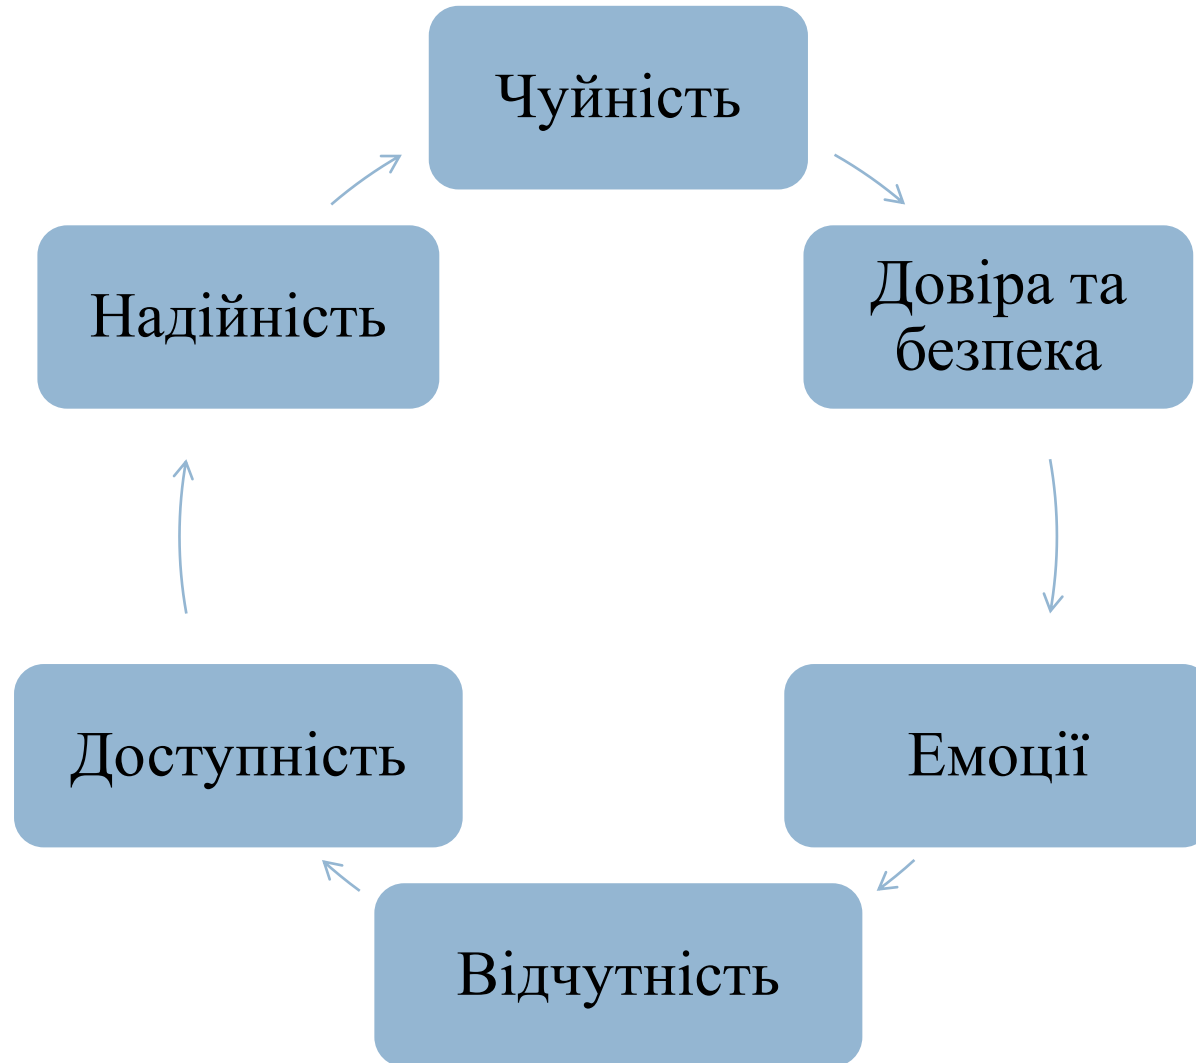 Чуйність
Довіра та
безпека
Емоції
Відчутність
Доступність
Надійність